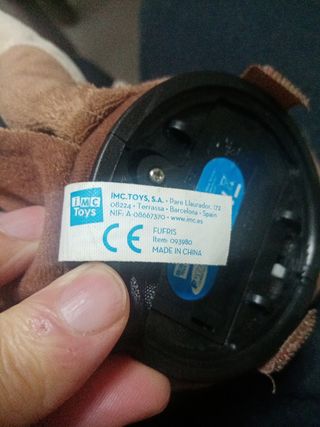 iMC
Toys
IMC. TOYS, S.A. • Pare Llaurador, 172
08224 • Terrassa • Barcelona • Spain
NIF: A-08667370 • www.imc.es
CE
FUFRIS
Item: 093980
MADE IN CHINA